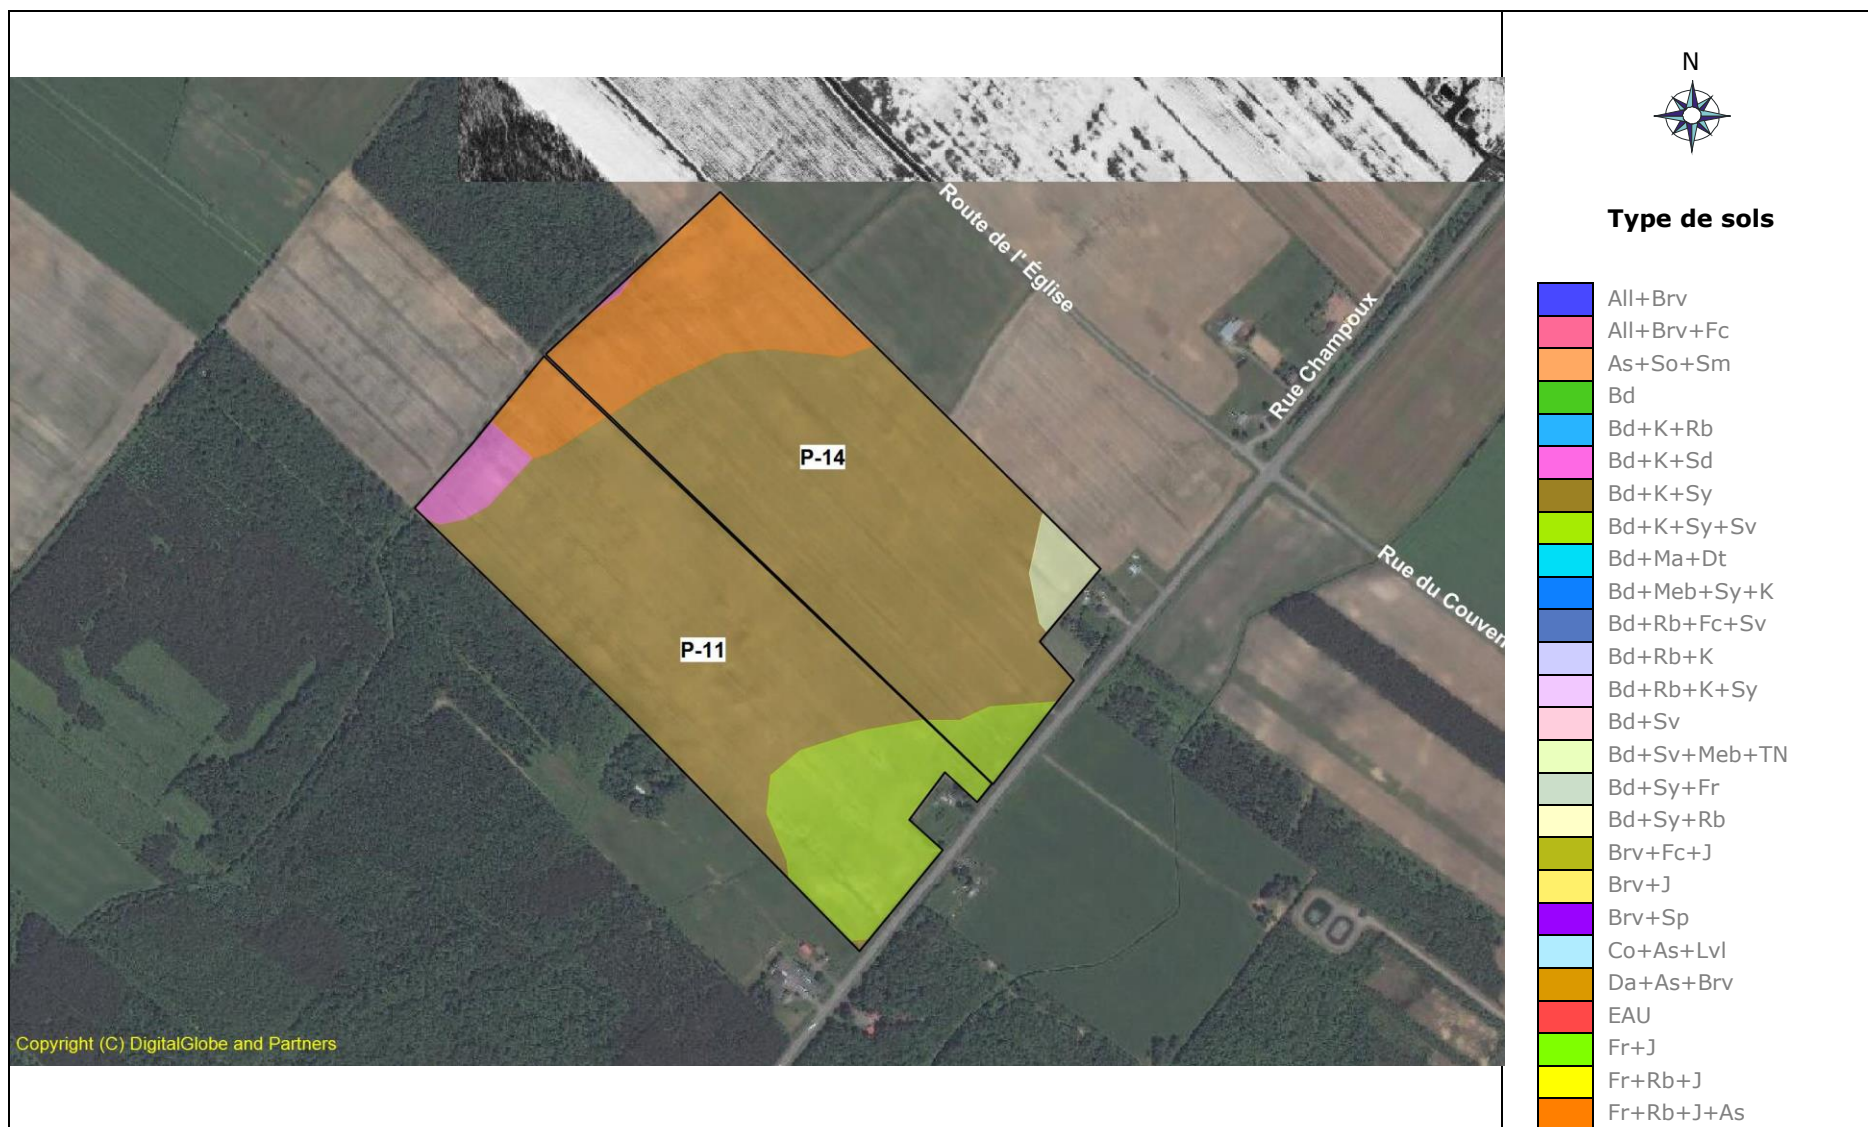 N
Type de sols
Route de l' Église
Rue Champoux
Rue du Couven
P-14
P-11
All+Brv
All+Brv+Fc
As+So+Sm
Bd
Bd+K+Rb
Bd+K+Sd
Bd+K+Sy
Bd+K+Sy+Sv
Bd+Ma+Dt
Bd+Meb+Sy+K
Bd+Rb+Fc+Sv
Bd+Rb+K
Bd+Rb+K+Sy
Bd+Sv
Bd+Sv+Meb+TN
Bd+Sy+Fr
Bd+Sy+Rb
Brv+Fc+J
Brv+J
Brv+Sp
Co+As+Lvl
Da+As+Brv
EAU
Fr+J
Fr+Rb+J
Fr+Rb+J+As
Copyright (C) DigitalGlobe and Partners